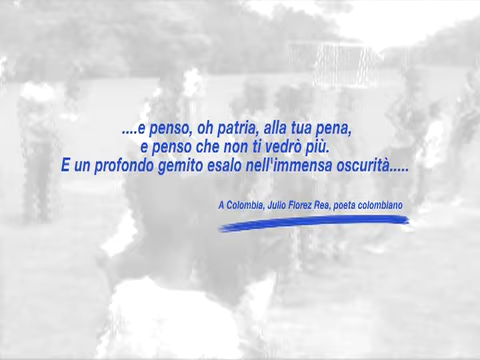 ....e penso, oh patria, alla tua pena,
e penso che non ti vedrò più.
E un profondo gemito esalo nell'immensa oscurità.....
A Colombia, Julio Florez Rea, poeta colombiano